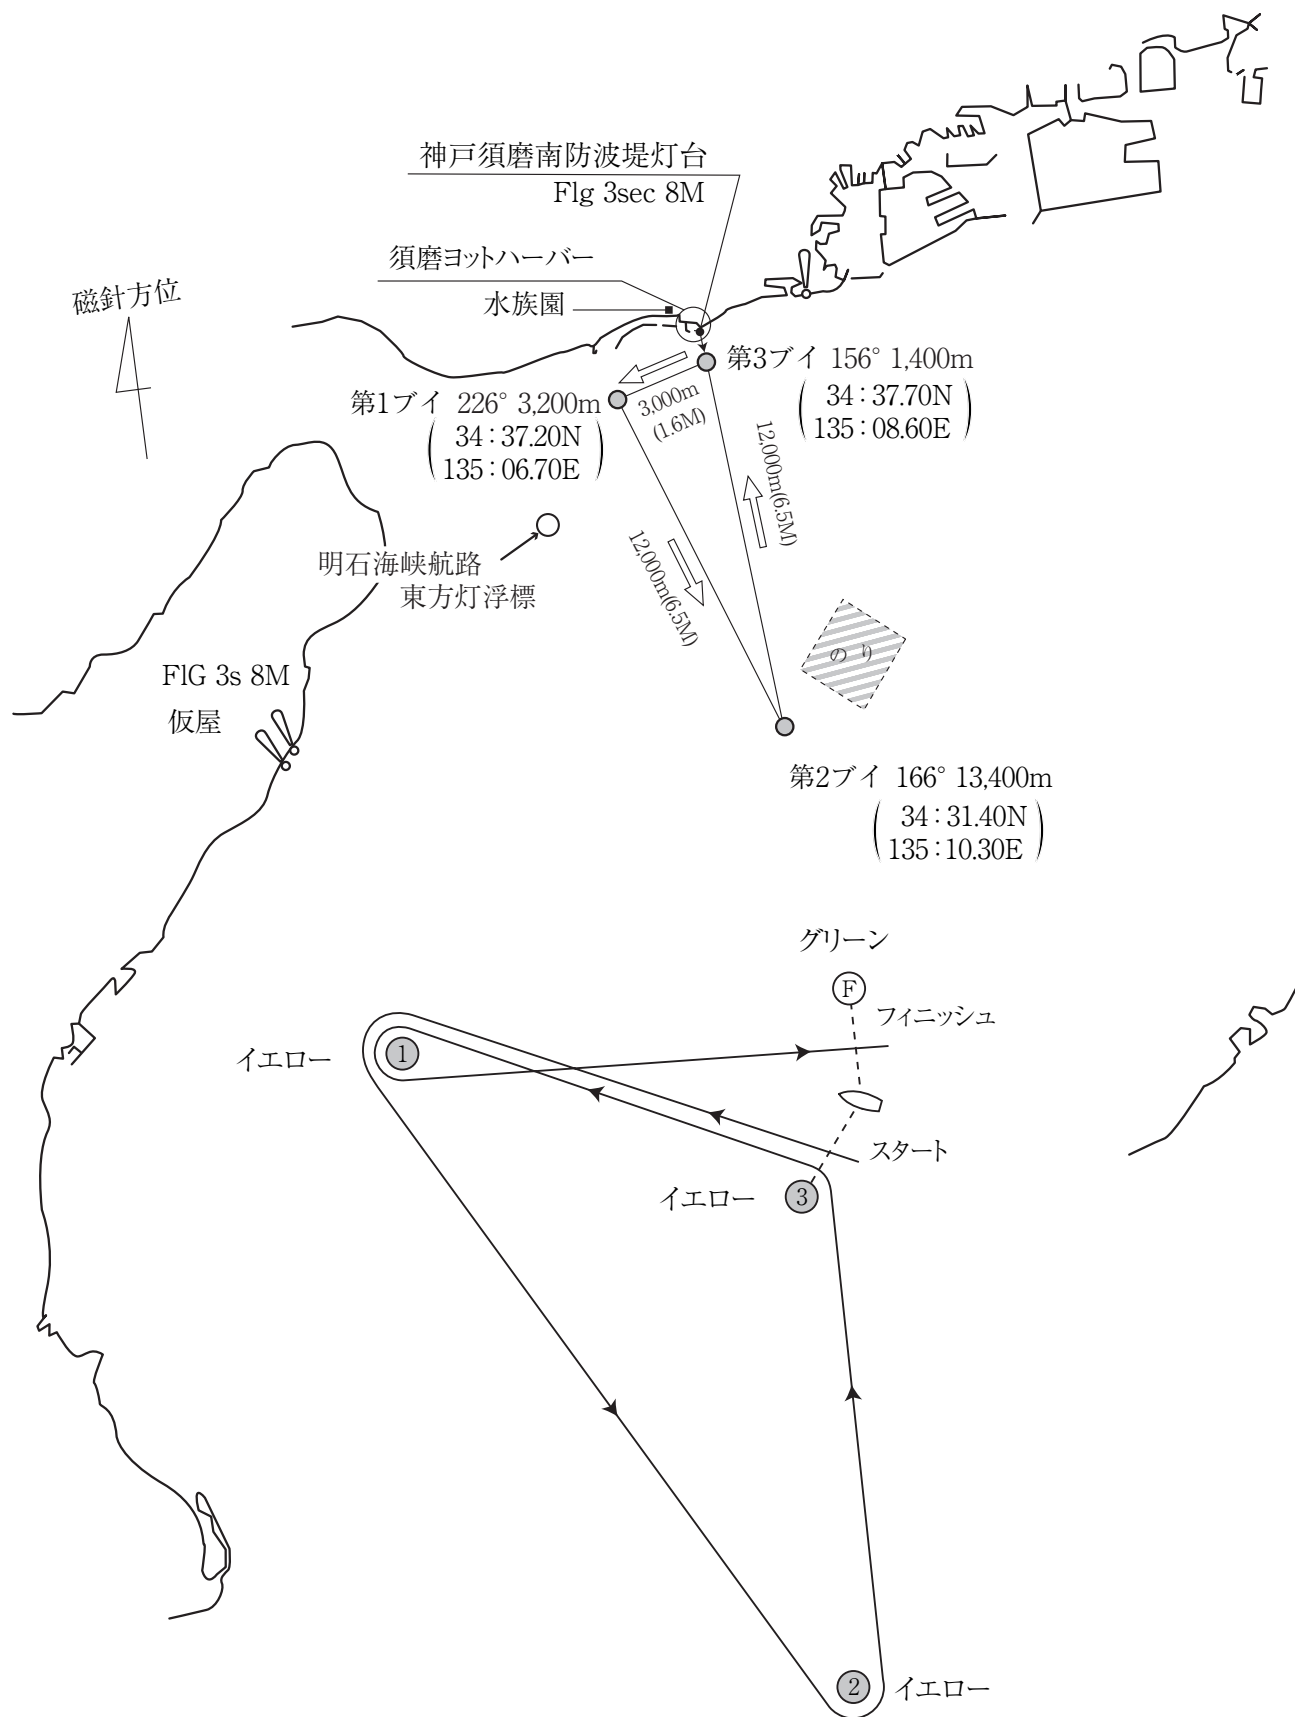 神戸須磨南防波堤灯台
Flg 3sec 8M
須磨ヨットハーバー
水族園
磁針方位
第3ブイ 156° 1,400m
34:37.70N
135:08.60E
第1ブイ 226° 3,200m
34:37.20N
135:06.70E
3,000m
(1.6M)
12,000m(6.5M)
12,000m(6.5M)
明石海峡航路
東方灯浮標
のり
FlG 3s 8M
仮屋
第2ブイ 166° 13,400m
34:31.40N
135:10.30E
グリーン
F
フィニッシュ
イエロー
1
スタート
イエロー
3
2
イエロー